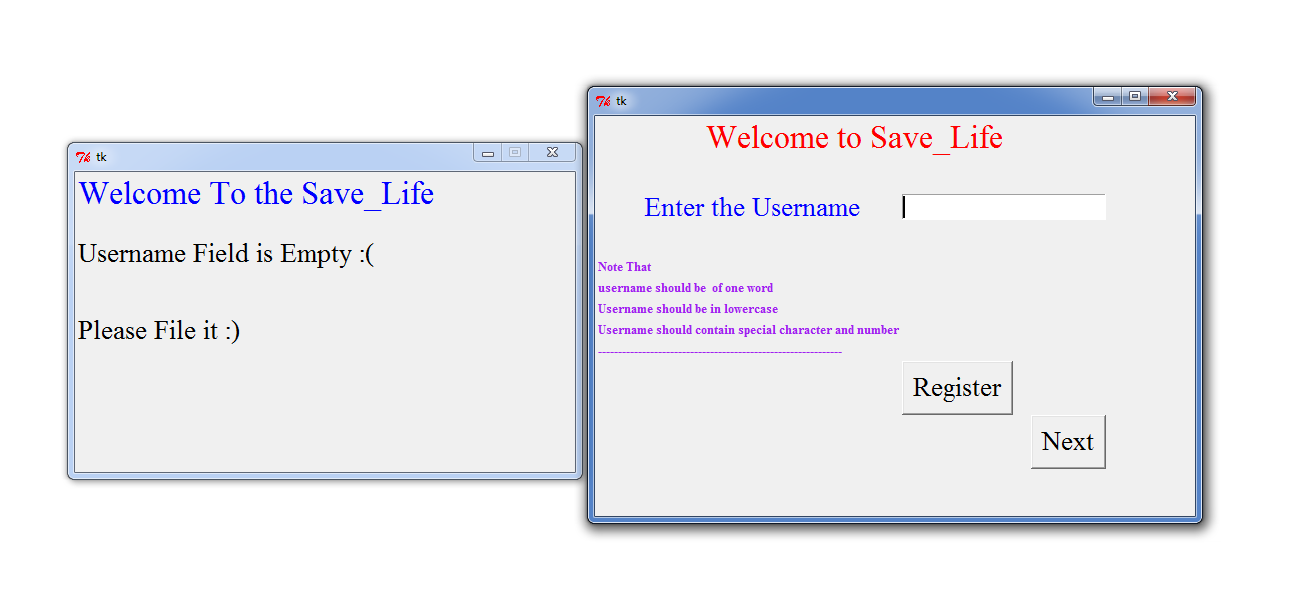 tk
Welcome To the Save_Life
Username Field is Empty :(
Please File it :)
tk
Welcome to Save_Life
Enter the Username
Note That
username should be  of one word
Username should be in lowercase
Username should contain special character and number
-------------------------------------------------------------
Register
Next